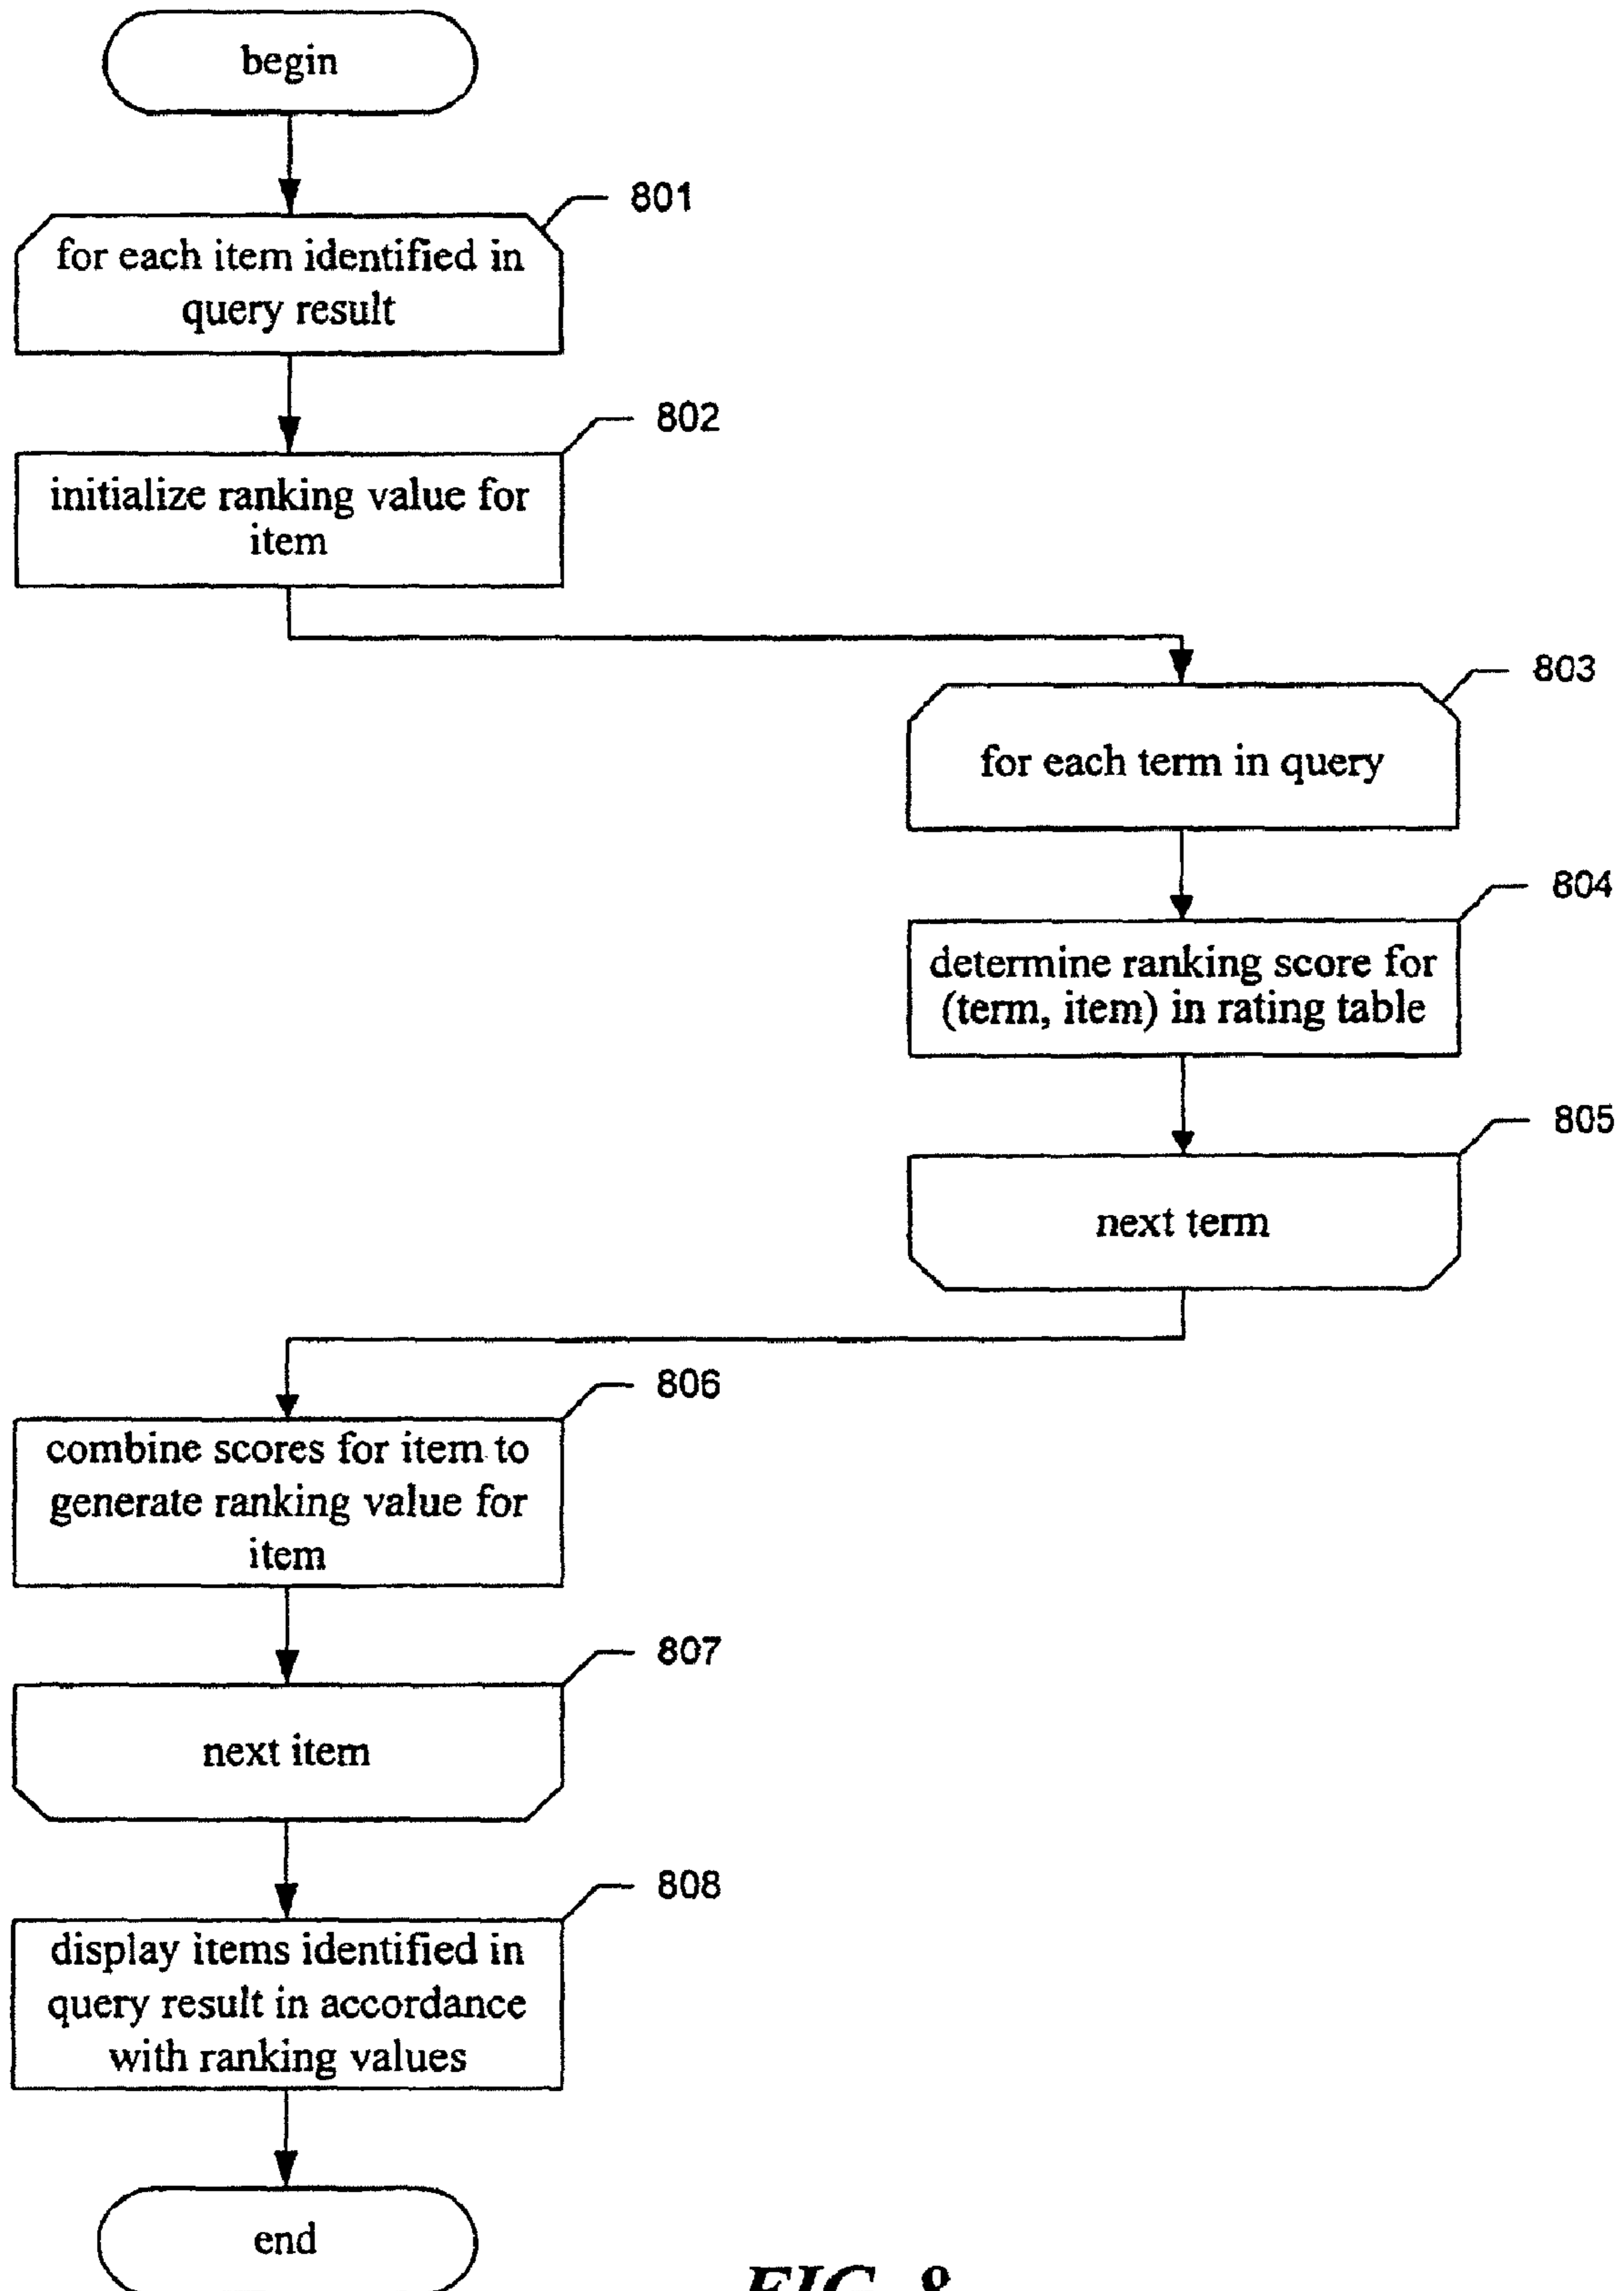 begin
801
for each item identified in
query result
802
initialize ranking value for
item
803
for each term in query
804
determine ranking score for
(term, item) in rating table
805
next term
806
combine scores for item to
generate ranking value for
item
807
next item
808
display items identified in
query result in accordance
with ranking values
end
FIG. 8